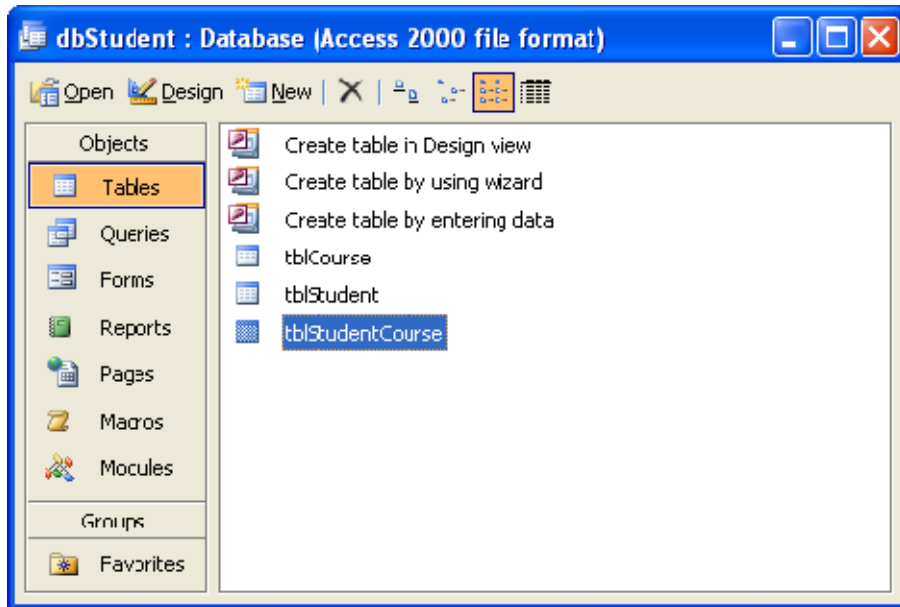 dbStudent : Database (Access 2000 file format)
Open Design New
Objects
Tables
Queries
Forms
Reports
Pages
Macros
Modules
Groups
Favorites
Create table in Design view
Create table by using wizard
Create table by entering data
tblCourse
tblStudent
tblStudentCourse